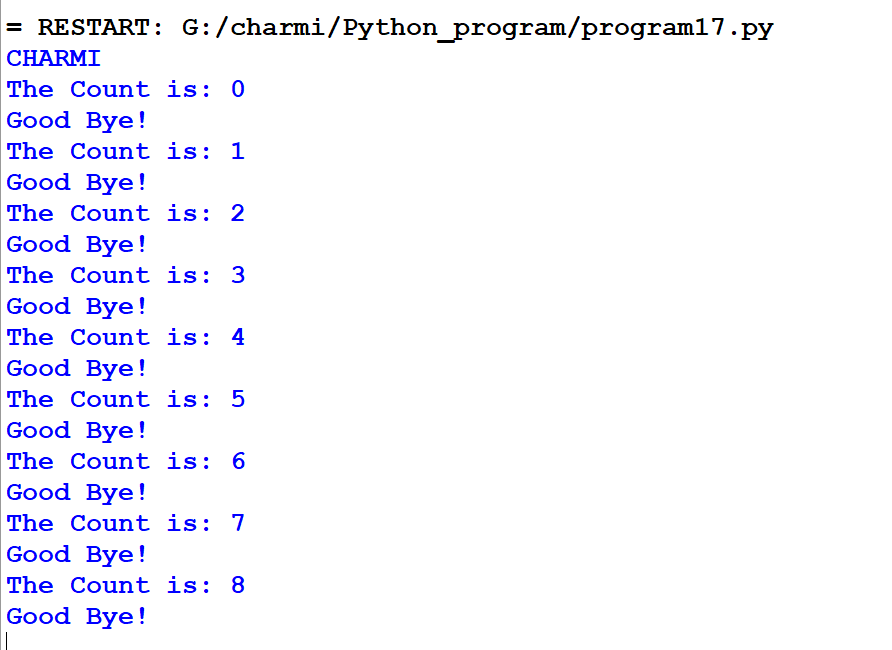 = RESTART: G:/charmi/Python_program/program17.py
CHARMI
The Count is: 0
Good Bye!
The Count is: 1
Good Bye!
The Count is: 2
Good Bye!
The Count is: 3
Good Bye!
The Count is: 4
Good Bye!
The Count is: 5
Good Bye!
The Count is: 6
Good Bye!
The Count is: 7
Good Bye!
The Count is: 8
Good Bye!